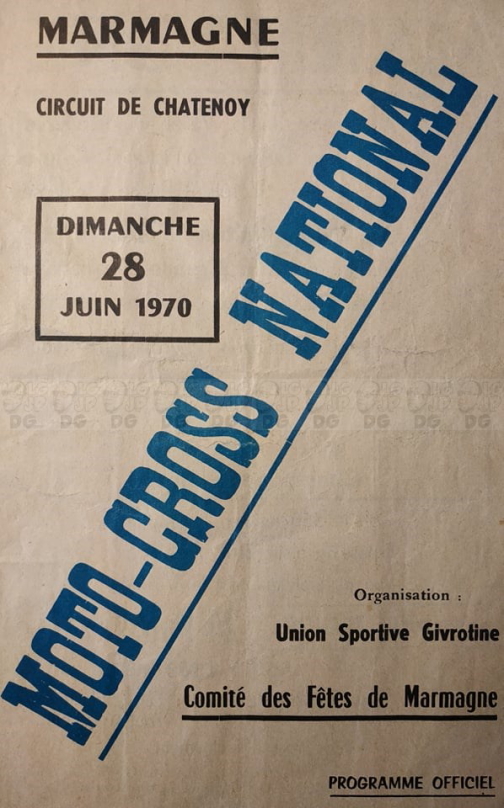 MARMAGNE
CIRCUIT DE CHATENOY
DIMANCHE
28
JUIN 1970
MOTO-CROSS NATIONAL
Organisation :
Union Sportive Givrotine
Comité des Fêtes de Marmagne
PROGRAMME OFFICIEL